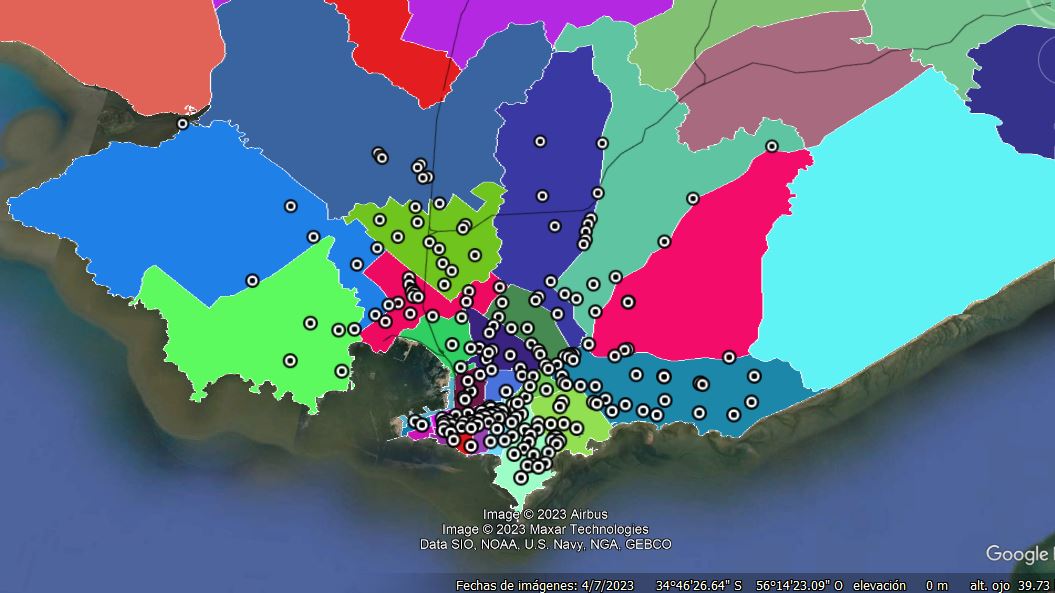 Image © 2023 Airbus
Image © 2023 Maxar Technologies
Data SIO, NOAA, U.S. Navy, NGA, GEBCO
Google
Fechas de imágenes: 4/7/2023 34°46'26.64" S 56°14'23.09" O elevación 0 m alt. ojo 39.73